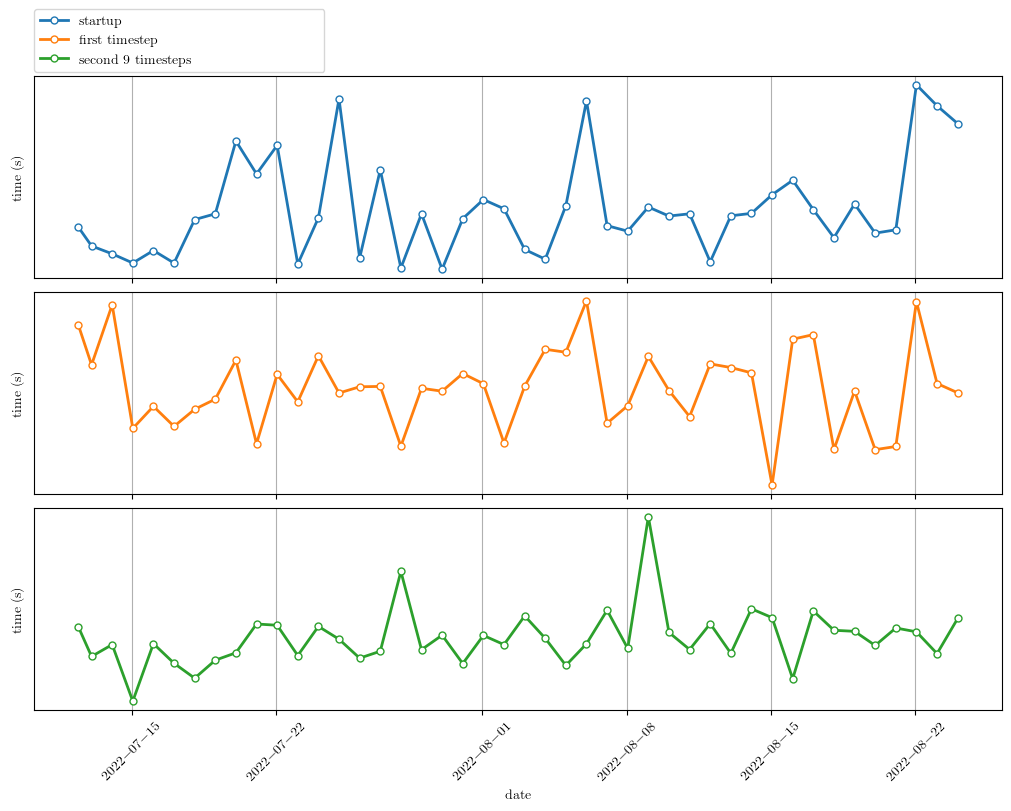 startup
first timestep
second 9 timesteps
time (s)
time (s)
time (s)
2022−07−15
2022−07−22
2022−08−01
2022−08−08
2022−08−15
2022−08−22
date